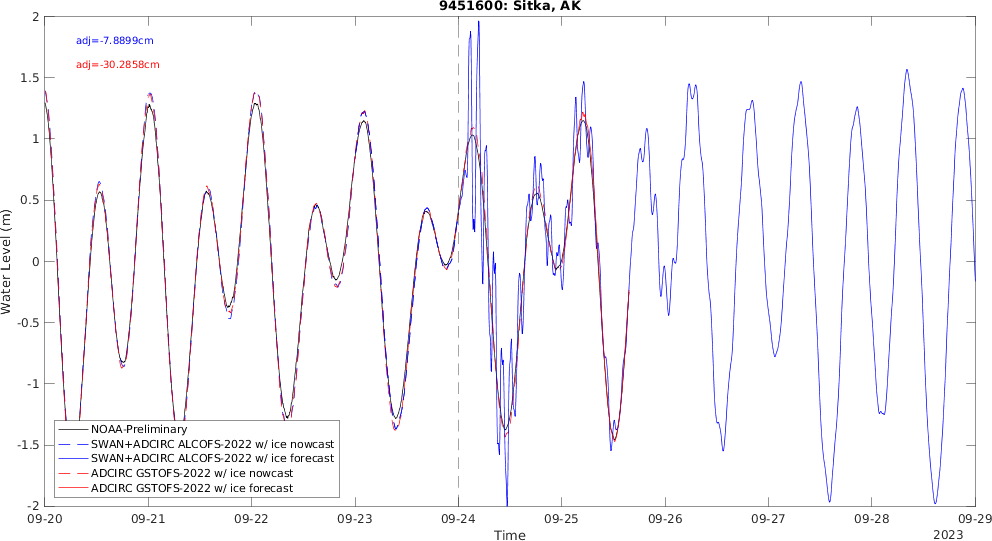 9451600: Sitka, AK
adj=-7.8899cm
adj=-30.2858cm
Water Level (m)
2
1.5
1
0.5
0
-0.5
-1
-1.5
-2
NOAA-Preliminary
SWAN+ADCIRC ALCOFS-2022 w/ ice nowcast
SWAN+ADCIRC ALCOFS-2022 w/ ice forecast
ADCIRC GSTOFS-2022 w/ ice nowcast
ADCIRC GSTOFS-2022 w/ ice forecast
09-20 09-21 09-22 09-23 09-24 09-25 09-26 09-27 09-28 09-29
Time
2023